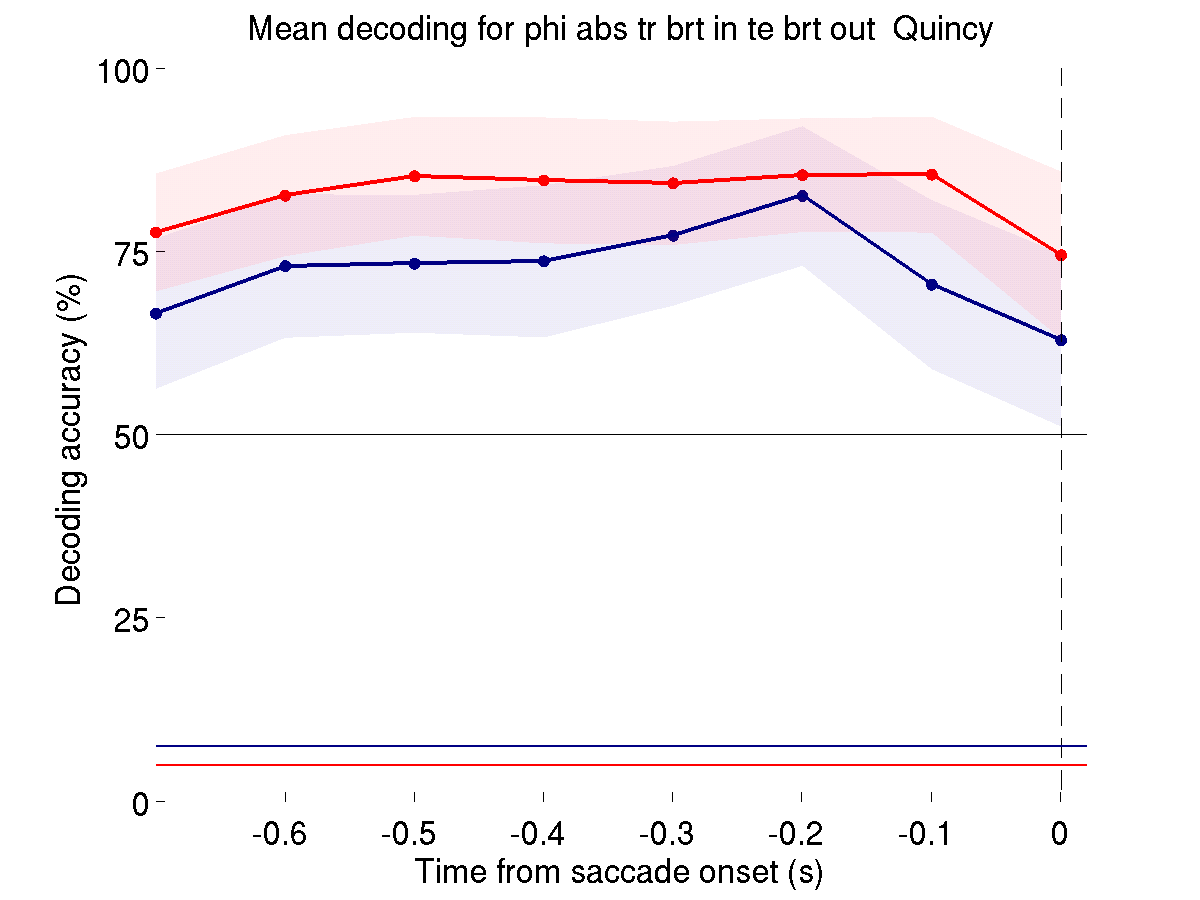 Mean decoding for phi abs tr brt in te brt out  Quincy
100
75
50
25
0
Decoding accuracy (%)
-0.6 -0.5 -0.4 -0.3 -0.2 -0.1 0
Time from saccade onset (s)